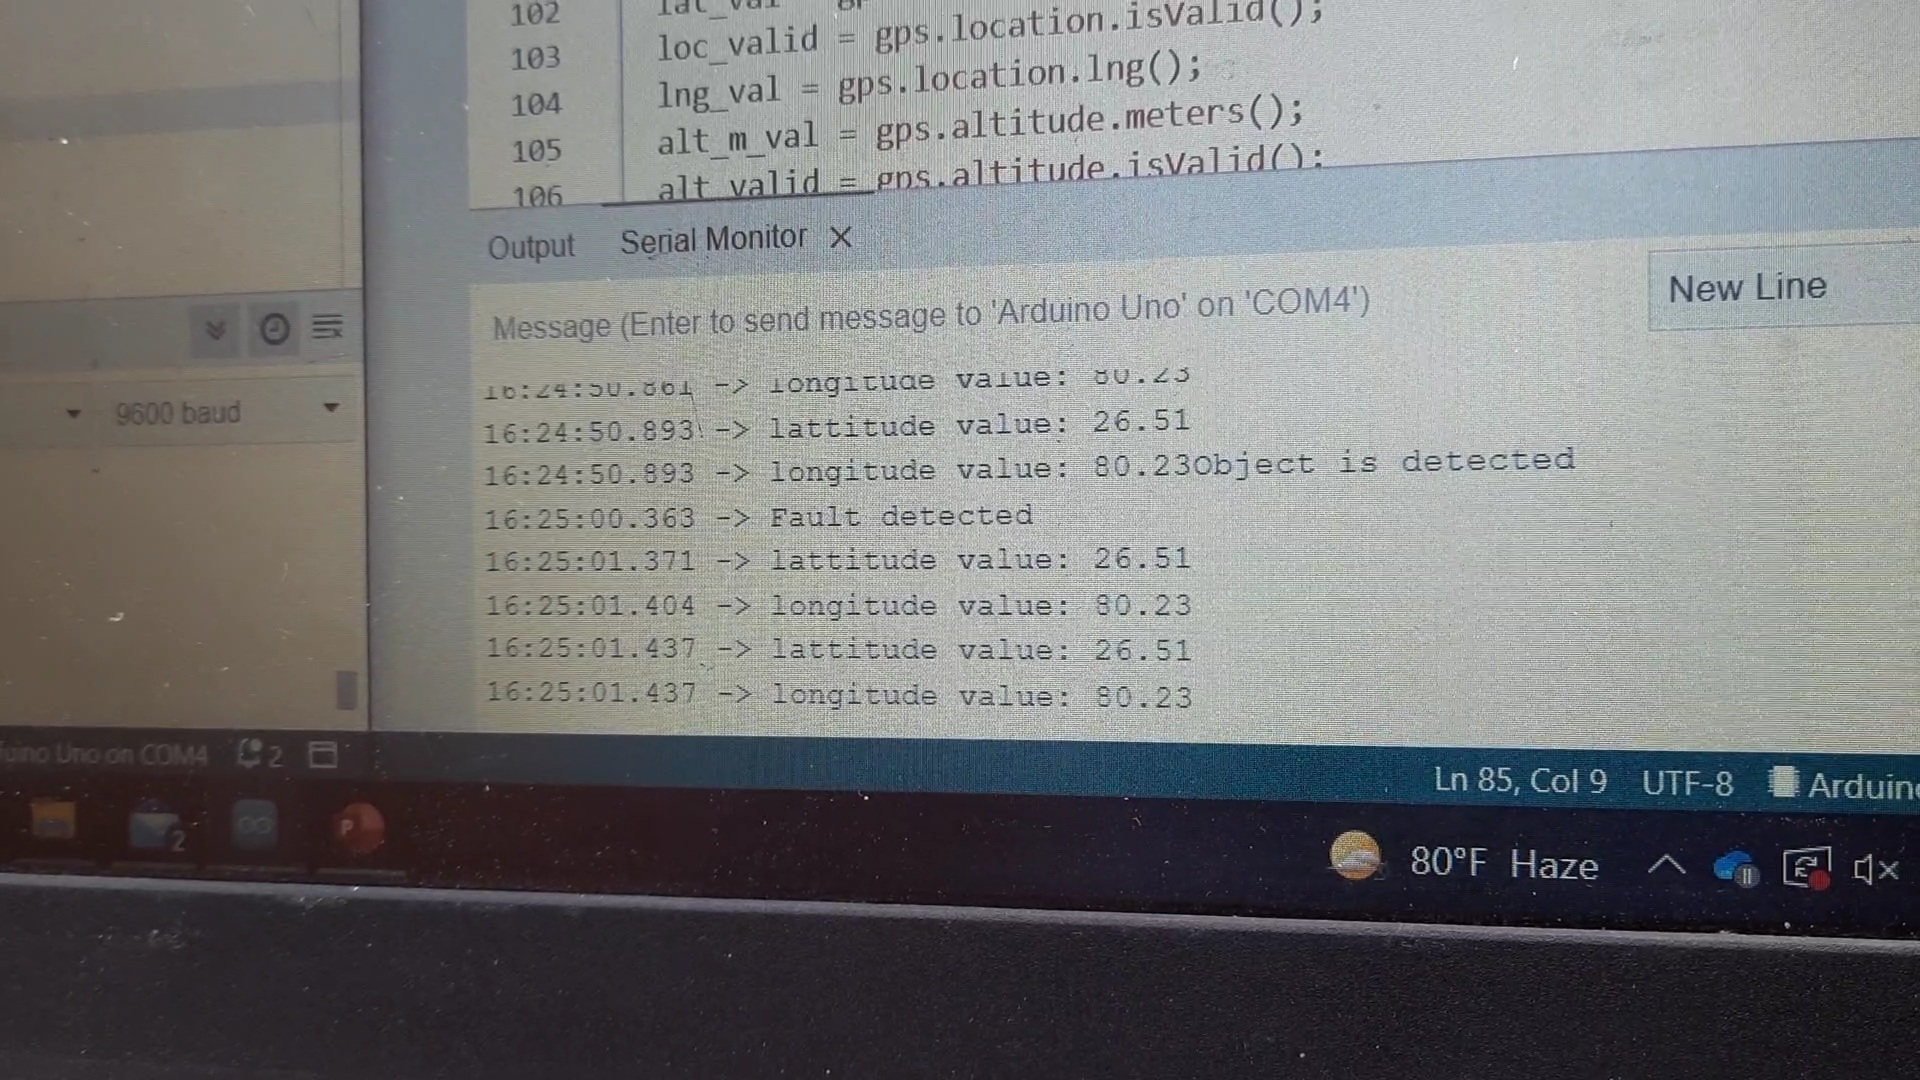 102
103 loc_valid = gps.location.isValid();
104 lng_val = gps.location.lng();
105 alt_m_val = gps.altitude.meters();
106 alt_valid = gps.altitude.isValid();
Output Serial Monitor X
Message (Enter to send message to 'Arduino Uno' on 'COM4')
New Line
9600 baud
16:24:50.861 -> longitude value: 80.23
16:24:50.893 -> lattitude value: 26.51
16:24:50.893 -> longitude value: 80.23Object is detected
16:25:00.363 -> Fault detected
16:25:01.371 -> lattitude value: 26.51
16:25:01.404 -> longitude value: 80.23
16:25:01.437 -> lattitude value: 26.51
16:25:01.437 -> longitude value: 80.23
uino Uno on COM4 2
Ln 85, Col 9 UTF-8 Arduin
2
P
80°F Haze